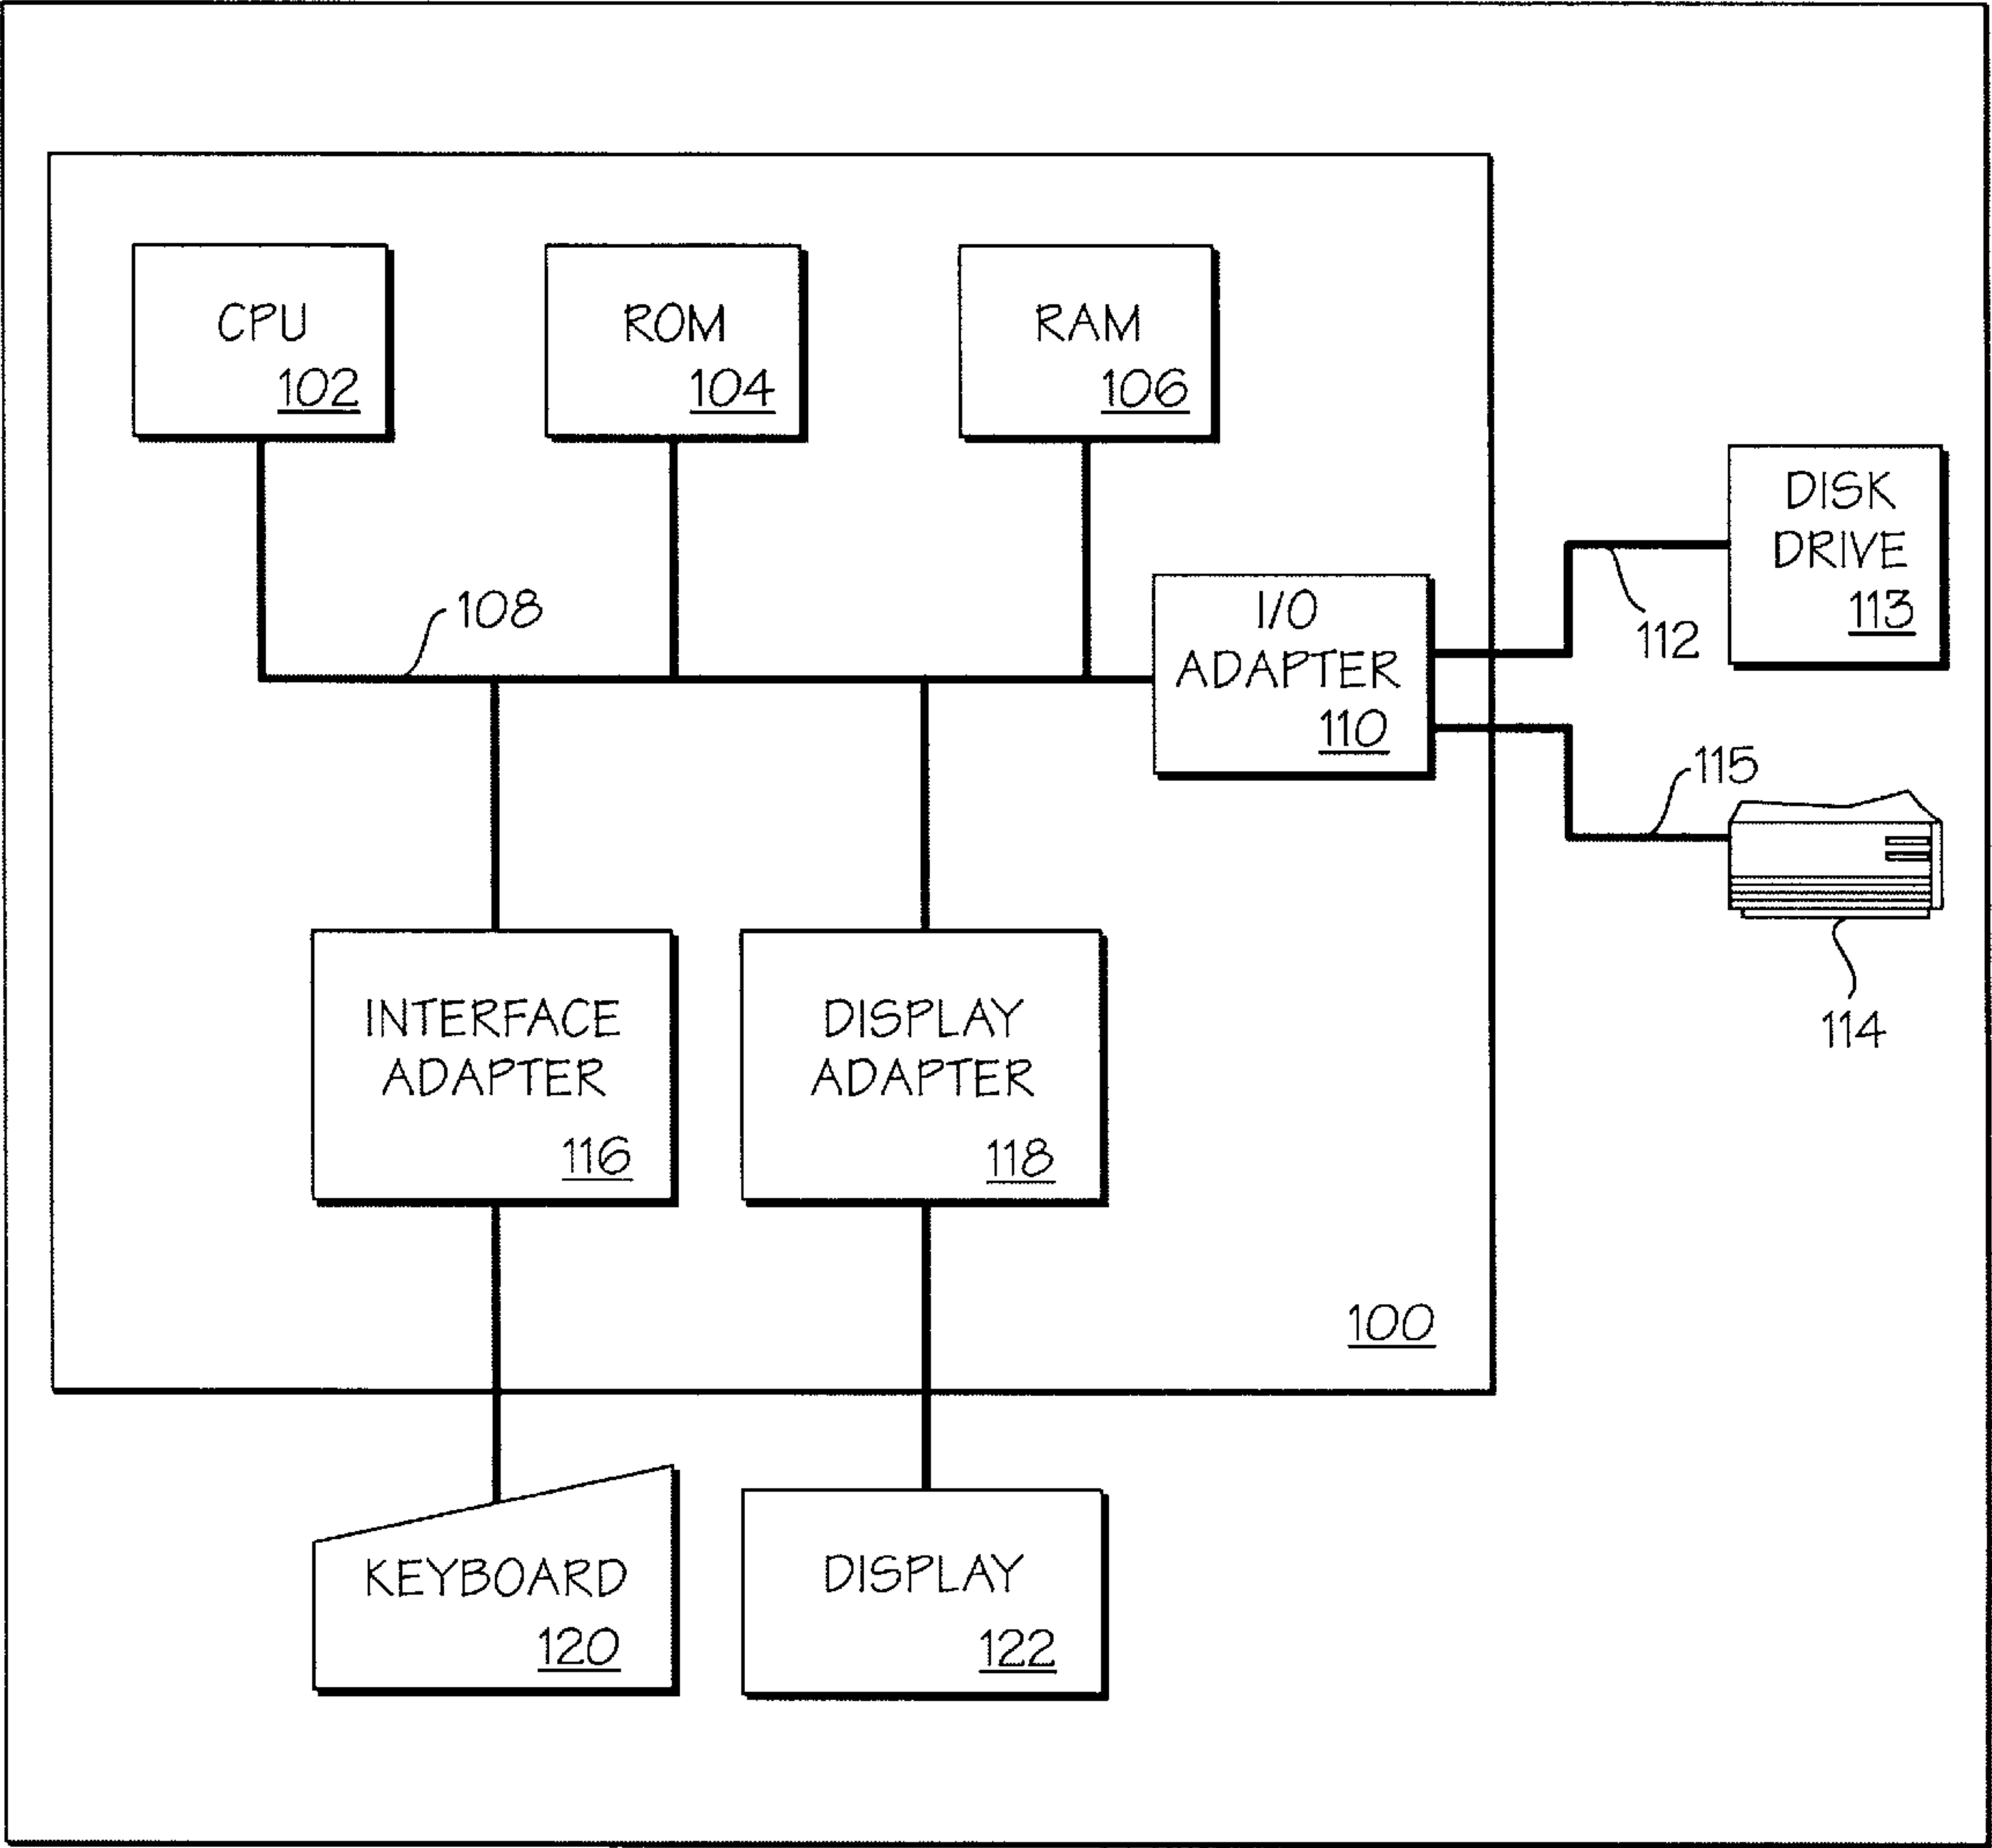 CPU
102
ROM
104
RAM
106
108
I/O
ADAPTER
110
DISK
DRIVE
113
112
115
114
INTERFACE
ADAPTER
116
DISPLAY
ADAPTER
118
100
KEYBOARD
120
DISPLAY
122